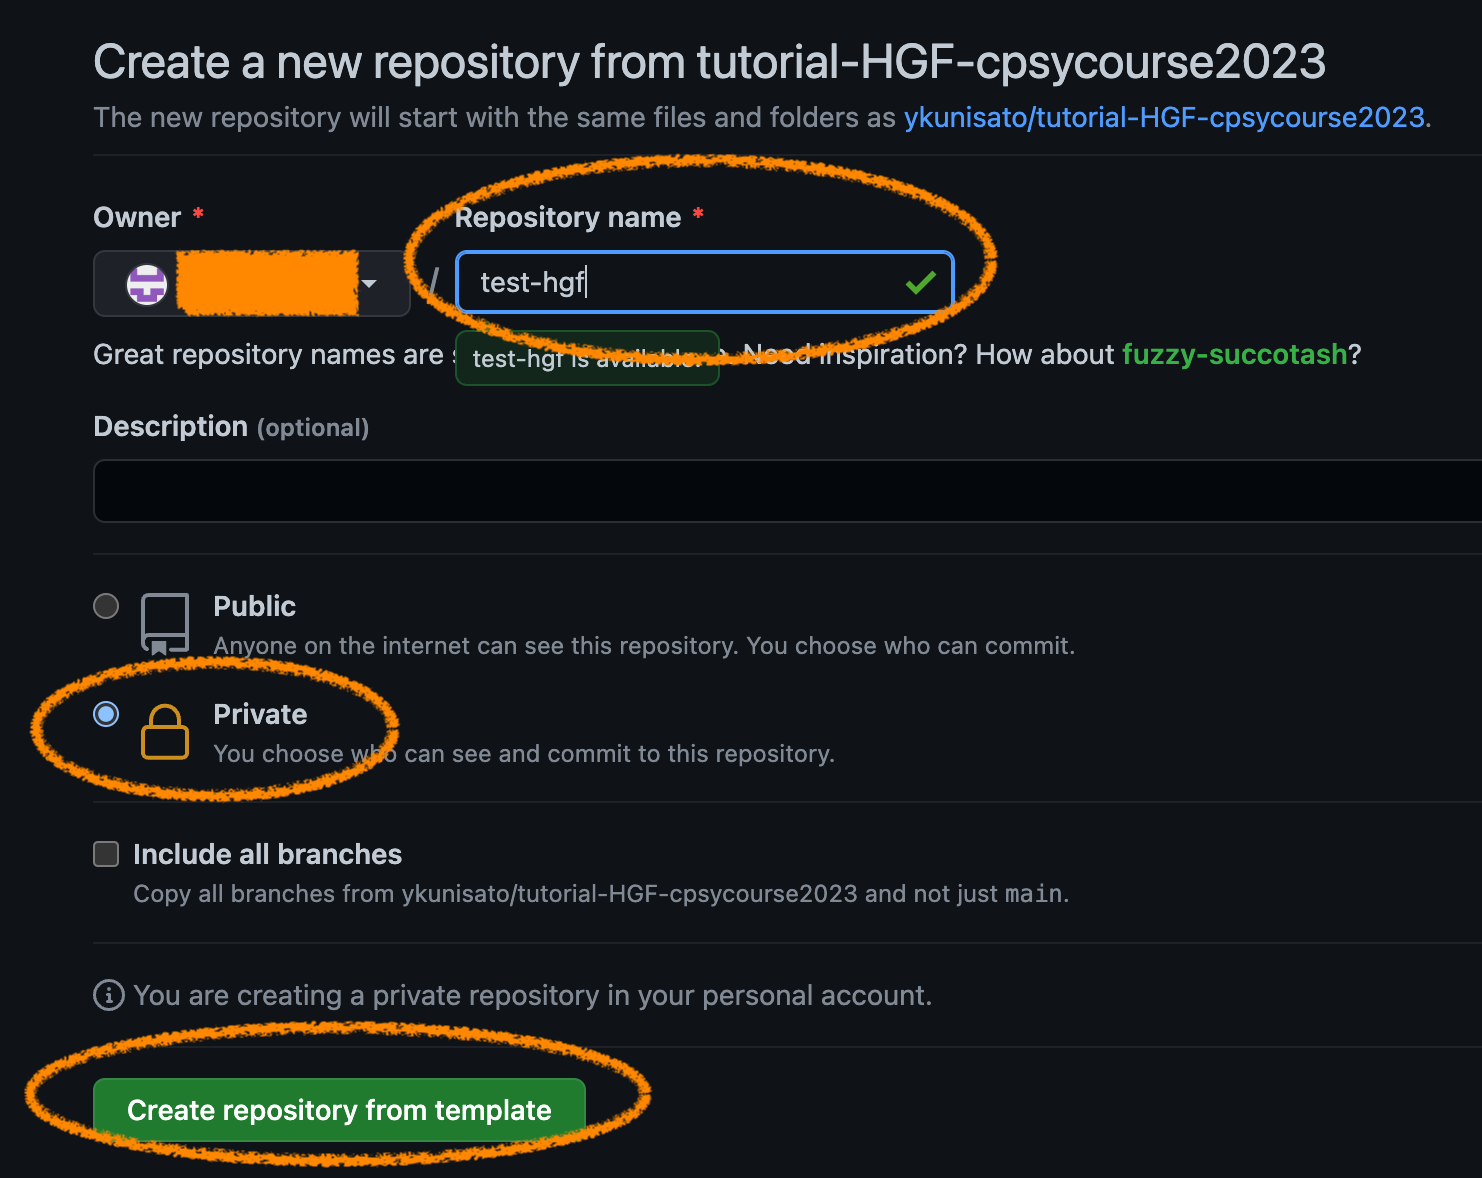 Create a new repository from tutorial-HGF-cpsycourse2023
The new repository will start with the same files and folders as ykunisato/tutorial-HGF-cpsycourse2023.
Owner *
Repository name *
/
test-hgf
Great repository names are Need inspiration? How about fuzzy-succotash?
test-hgf is available.
Description (optional)
Public
Anyone on the internet can see this repository. You choose who can commit.
Private
You choose who can see and commit to this repository.
Include all branches
Copy all branches from ykunisato/tutorial-HGF-cpsycourse2023 and not just main.
You are creating a private repository in your personal account.
Create repository from template